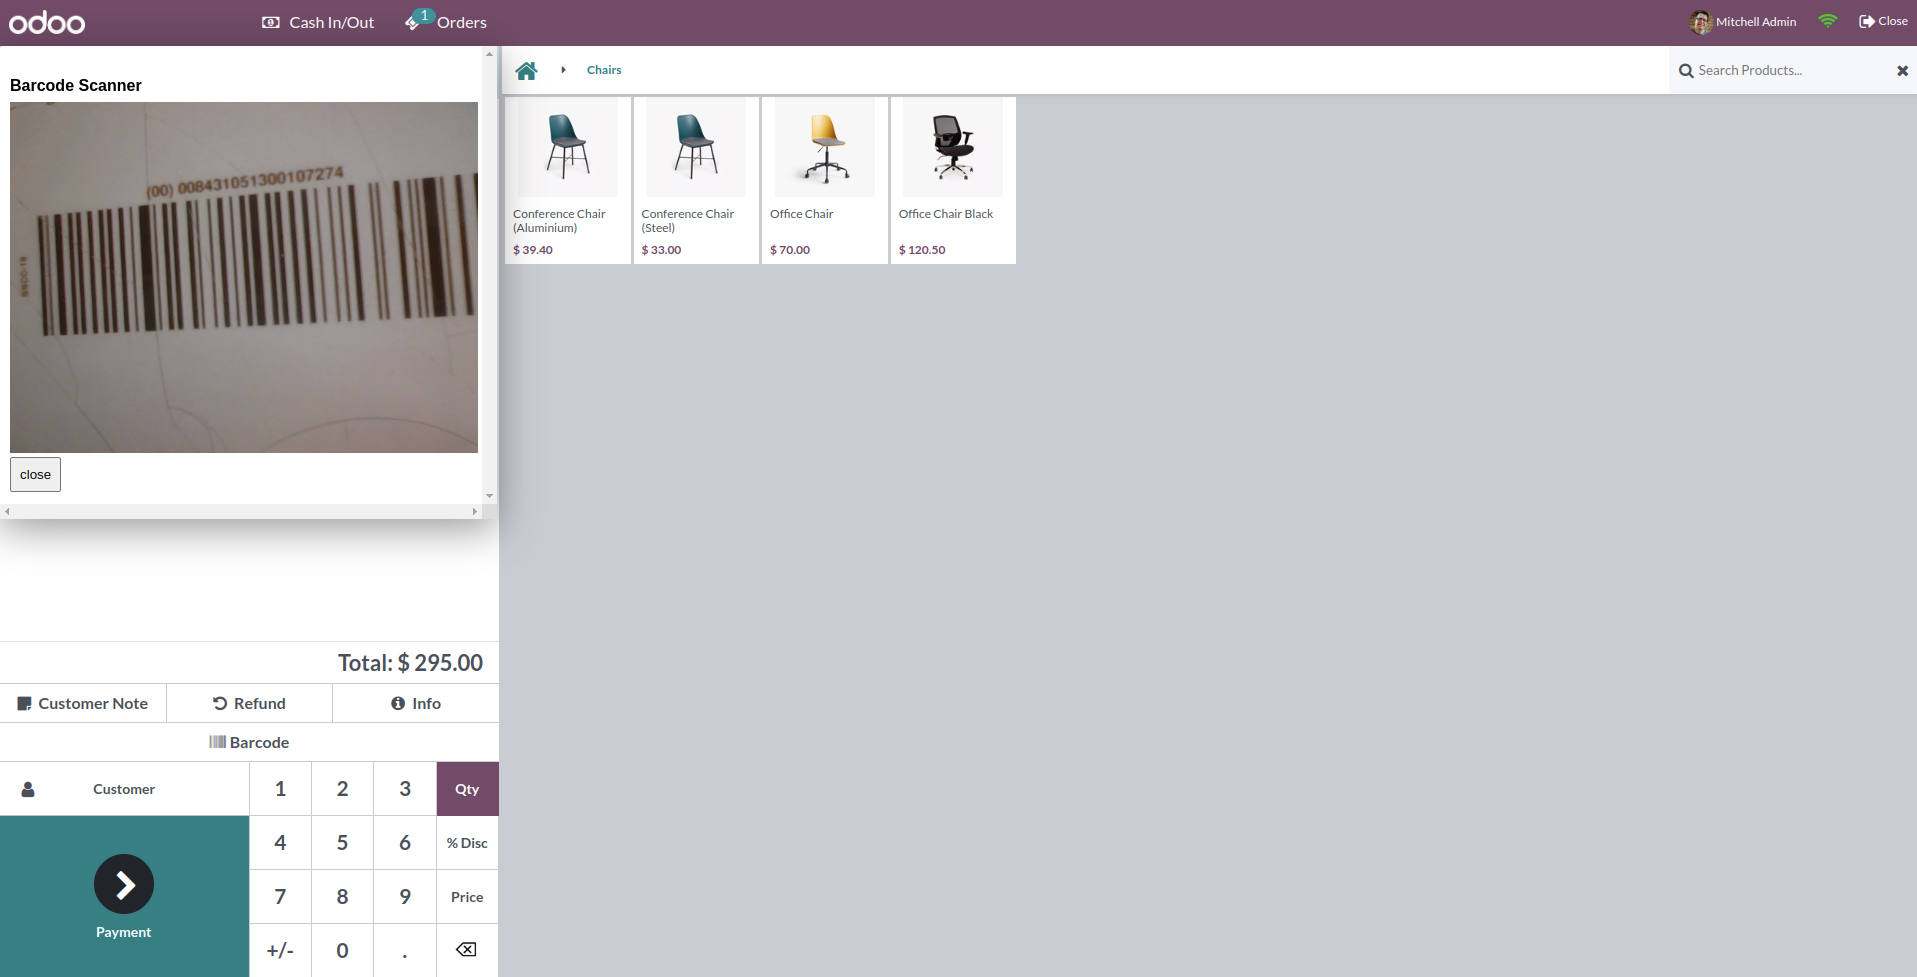 odoo
Cash In/Out
1
Orders
Mitchell Admin
Close
Barcode Scanner
(00) 008431051300107274
close
Chairs
Search Products...
Conference Chair
(Aluminium)
$ 39.40
Conference Chair
(Steel)
$ 33.00
Office Chair
$ 70.00
Office Chair Black
$ 120.50
Total: $ 295.00
Customer Note
Refund
Info
Barcode
Customer
1 2 3 Qty
4 5 6 % Disc
7 8 9 Price
+/- 0 .
Payment